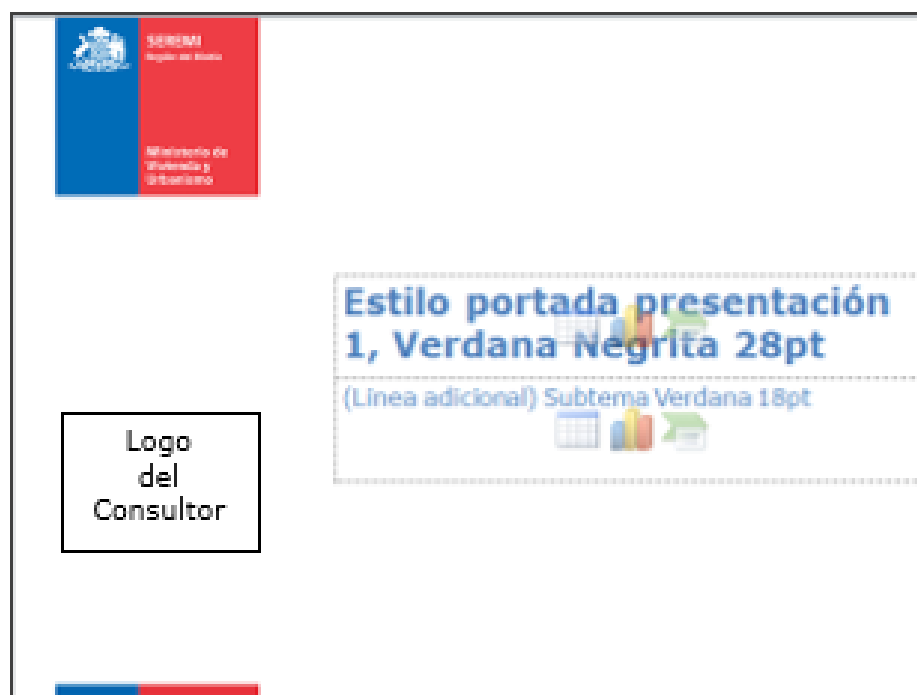 SEREMI
Ministerio de
Vivienda y
Urbanismo
Estilo portada presentación
1, Verdana Negrita 28pt
(Línea adicional) Subtema Verdana 18pt
Logo
del
Consultor